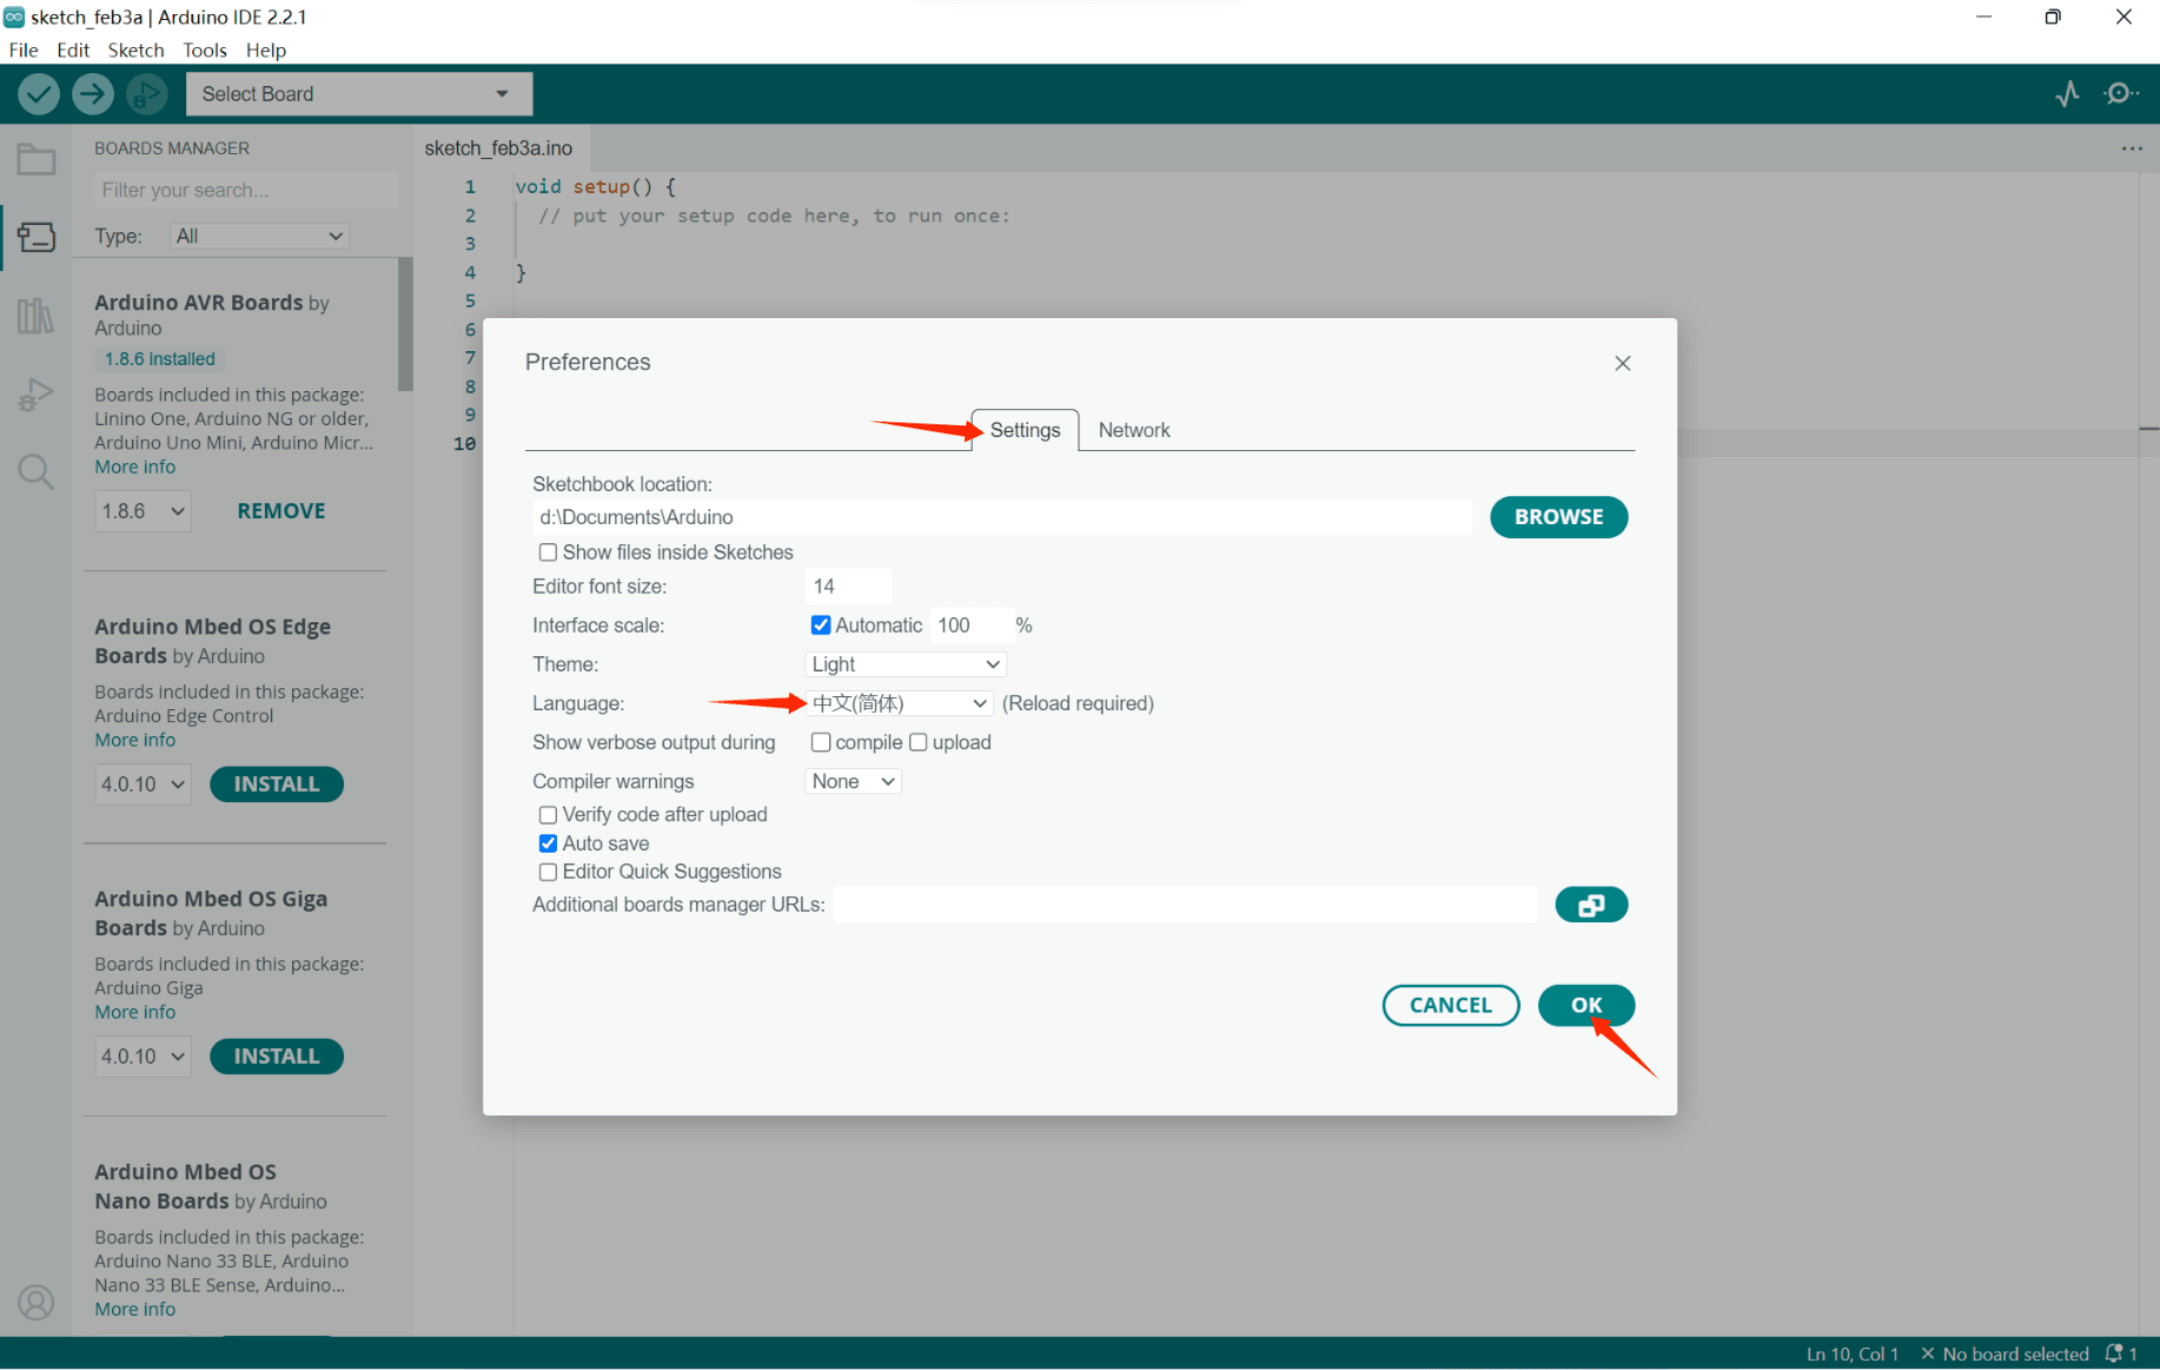 sketch_feb3a | Arduino IDE 2.2.1
File Edit Sketch Tools Help
Select Board
BOARDS MANAGER
Filter your search...
Type: All
Arduino AVR Boards by
Arduino
1.8.6 installed
Boards included in this package:
Linino One, Arduino NG or older,
Arduino Uno Mini, Arduino Micr...
More info
1.8.6 REMOVE
Arduino Mbed OS Edge
Boards by Arduino
Boards included in this package:
Arduino Edge Control
More info
4.0.10 INSTALL
Arduino Mbed OS Giga
Boards by Arduino
Boards included in this package:
Arduino Giga
More info
4.0.10 INSTALL
Arduino Mbed OS
Nano Boards by Arduino
Boards included in this package:
Arduino Nano 33 BLE, Arduino
Nano 33 BLE Sense, Arduino...
More info
sketch_feb3a.ino
1 void setup() {
2 // put your setup code here, to run once:
3
4 }
5
6
7
8
9
10
Preferences
Settings Network
Sketchbook location:
d:\Documents\Arduino BROWSE
Show files inside Sketches
Editor font size: 14
Interface scale: Automatic 100 %
Theme: Light
Language: 中文(简体) (Reload required)
Show verbose output during compile upload
Compiler warnings None
Verify code after upload
Auto save
Editor Quick Suggestions
Additional boards manager URLs:
CANCEL OK
Ln 10, Col 1 × No board selected 1